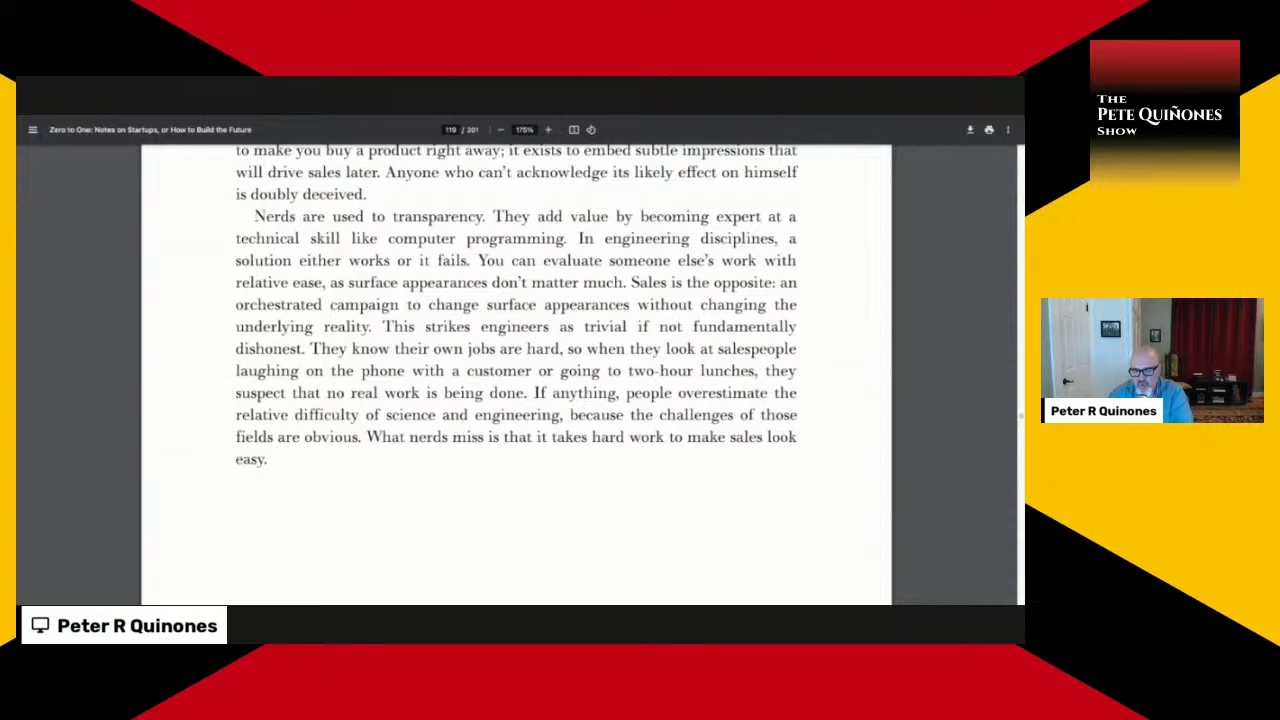 THE
PETE QUIÑONES
SHOW
Zero to One: Notes on Startups, or How to Build the Future
119 / 201
175%
to make you buy a product right away; it exists to embed subtle impressions that
will drive sales later. Anyone who can't acknowledge its likely effect on himself
is doubly deceived.
Nerds are used to transparency. They add value by becoming expert at a
technical skill like computer programming. In engineering disciplines, a
solution either works or it fails. You can evaluate someone else's work with
relative ease, as surface appearances don't matter much. Sales is the opposite: an
orchestrated campaign to change surface appearances without changing the
underlying reality. This strikes engineers as trivial if not fundamentally
dishonest. They know their own jobs are hard, so when they look at salespeople
laughing on the phone with a customer or going to two-hour lunches, they
suspect that no real work is being done. If anything, people overestimate the
relative difficulty of science and engineering, because the challenges of those
fields are obvious. What nerds miss is that it takes hard work to make sales look
easy.
Peter R Quinones
Peter R Quinones